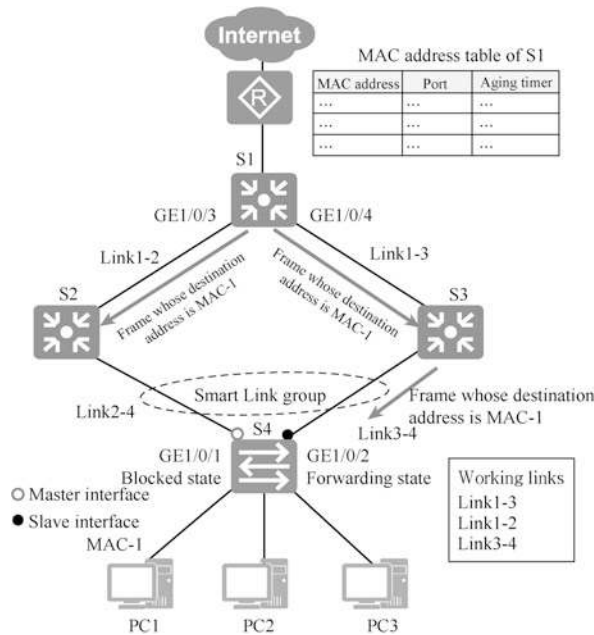 Internet
MAC address table of S1
MAC address Port Aging timer
... ... ...
... ... ...
... ... ...
R
S1
GE1/0/3 GE1/0/4
Link1-2 Link1-3
Frame whose destination
address is MAC-1
Frame whose destination
address is MAC-1
S2 S3
Smart Link group
Link2-4
Frame whose destination
address is MAC-1
Link3-4
S4
GE1/0/1 GE1/0/2
Blocked state Forwarding state
Master interface
Slave interface
Working links
Link1-3
Link1-2
Link3-4
MAC-1
PC1 PC2 PC3